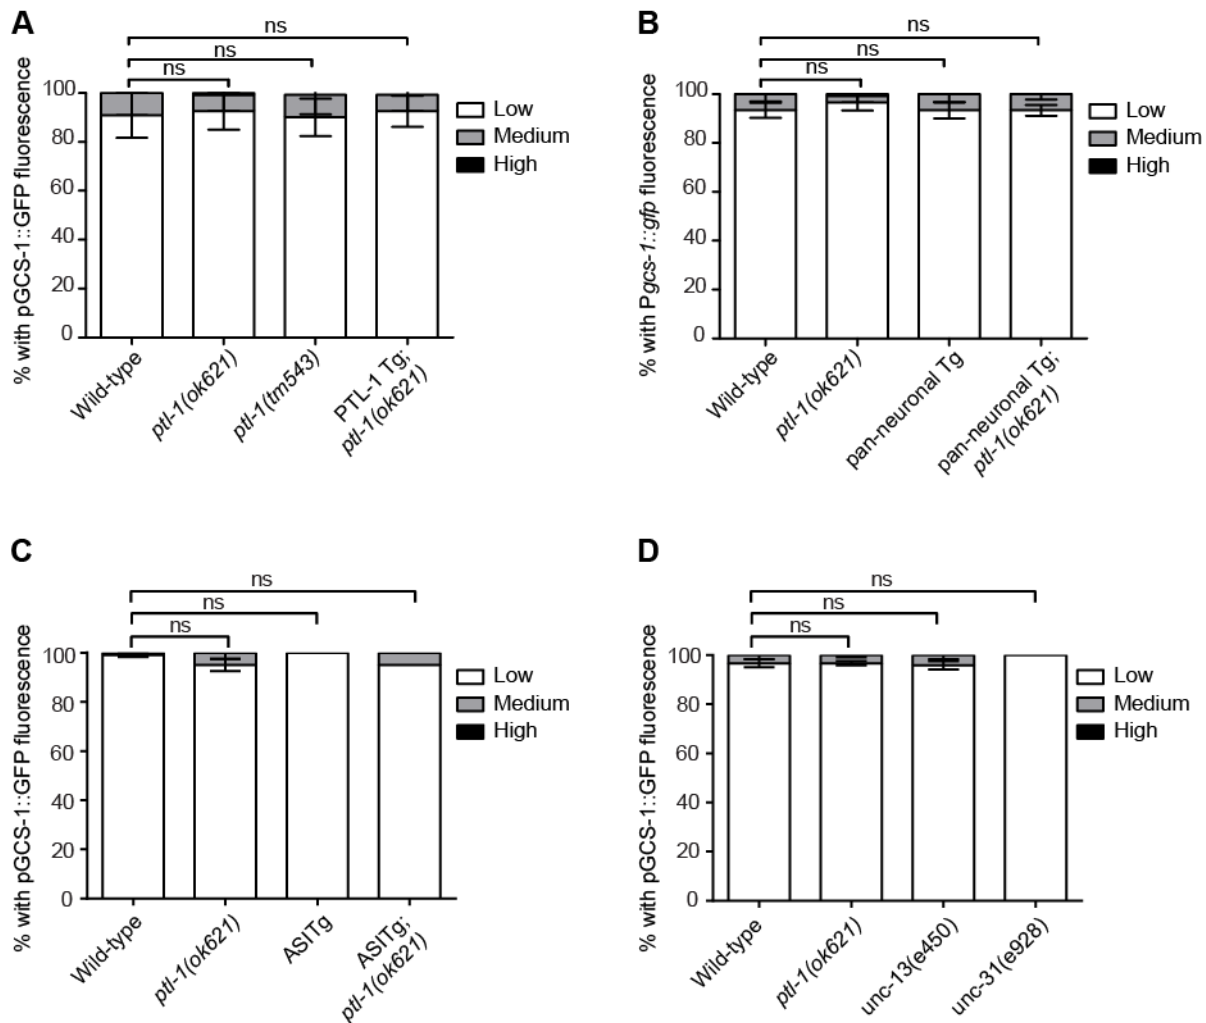 A
ns
ns
ns
% with pGCS-1::GFP fluorescence
100
80
60
40
20
0
Low
Medium
High
Wild-type
ptl-1(ok621)
ptl-1(tm543)
PTL-1 Tg;
ptl-1(ok621)
B
ns
ns
ns
% with Pgcs-1::gfp fluorescence
100
80
60
40
20
0
Low
Medium
High
Wild-type
ptl-1(ok621)
pan-neuronal Tg
pan-neuronal Tg;
ptl-1(ok621)
C
ns
ns
ns
% with pGCS-1::GFP fluorescence
100
80
60
40
20
0
Low
Medium
High
Wild-type
ptl-1(ok621)
ASITg
ASITg;
ptl-1(ok621)
D
ns
ns
ns
% with pGCS-1::GFP fluorescence
100
80
60
40
20
0
Low
Medium
High
Wild-type
ptl-1(ok621)
unc-13(e450)
unc-31(e928)